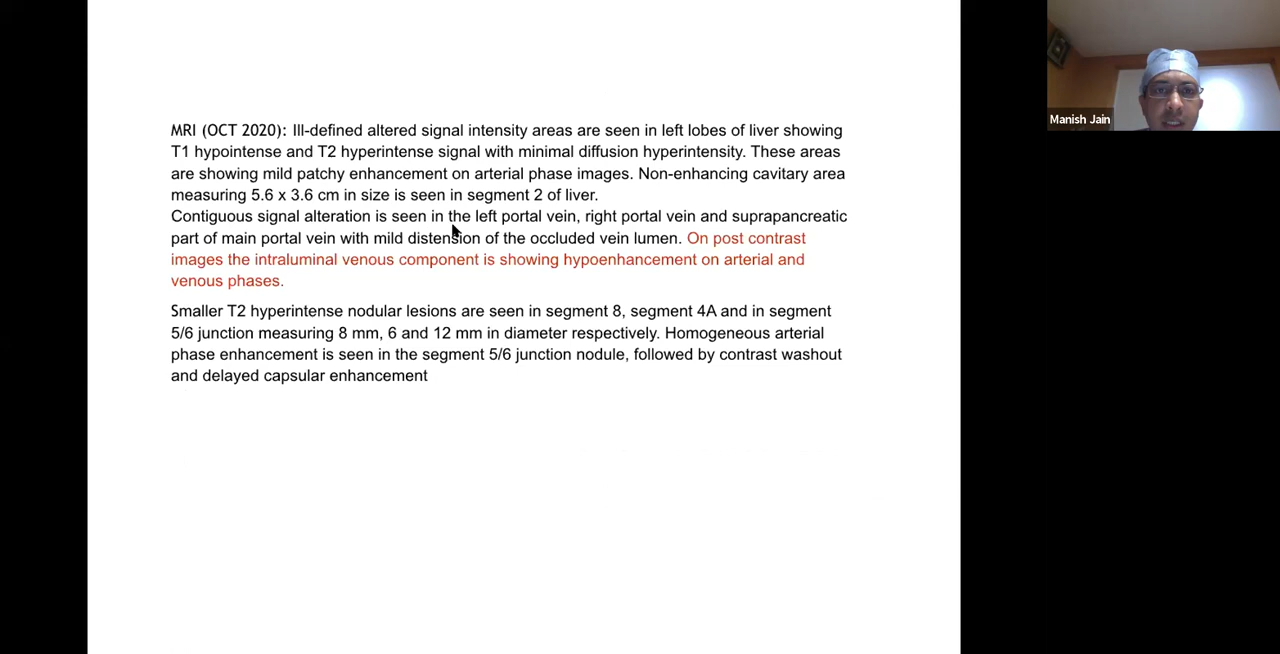 MRI (OCT 2020): Ill-defined altered signal intensity areas are seen in left lobes of liver showing
T1 hypointense and T2 hyperintense signal with minimal diffusion hyperintensity. These areas
are showing mild patchy enhancement on arterial phase images. Non-enhancing cavitary area
measuring 5.6 x 3.6 cm in size is seen in segment 2 of liver.
Contiguous signal alteration is seen in the left portal vein, right portal vein and suprapancreatic
part of main portal vein with mild distension of the occluded vein lumen. On post contrast
images the intraluminal venous component is showing hypoenhancement on arterial and
venous phases.
Smaller T2 hyperintense nodular lesions are seen in segment 8, segment 4A and in segment
5/6 junction measuring 8 mm, 6 and 12 mm in diameter respectively. Homogeneous arterial
phase enhancement is seen in the segment 5/6 junction nodule, followed by contrast washout
and delayed capsular enhancement
Manish Jain